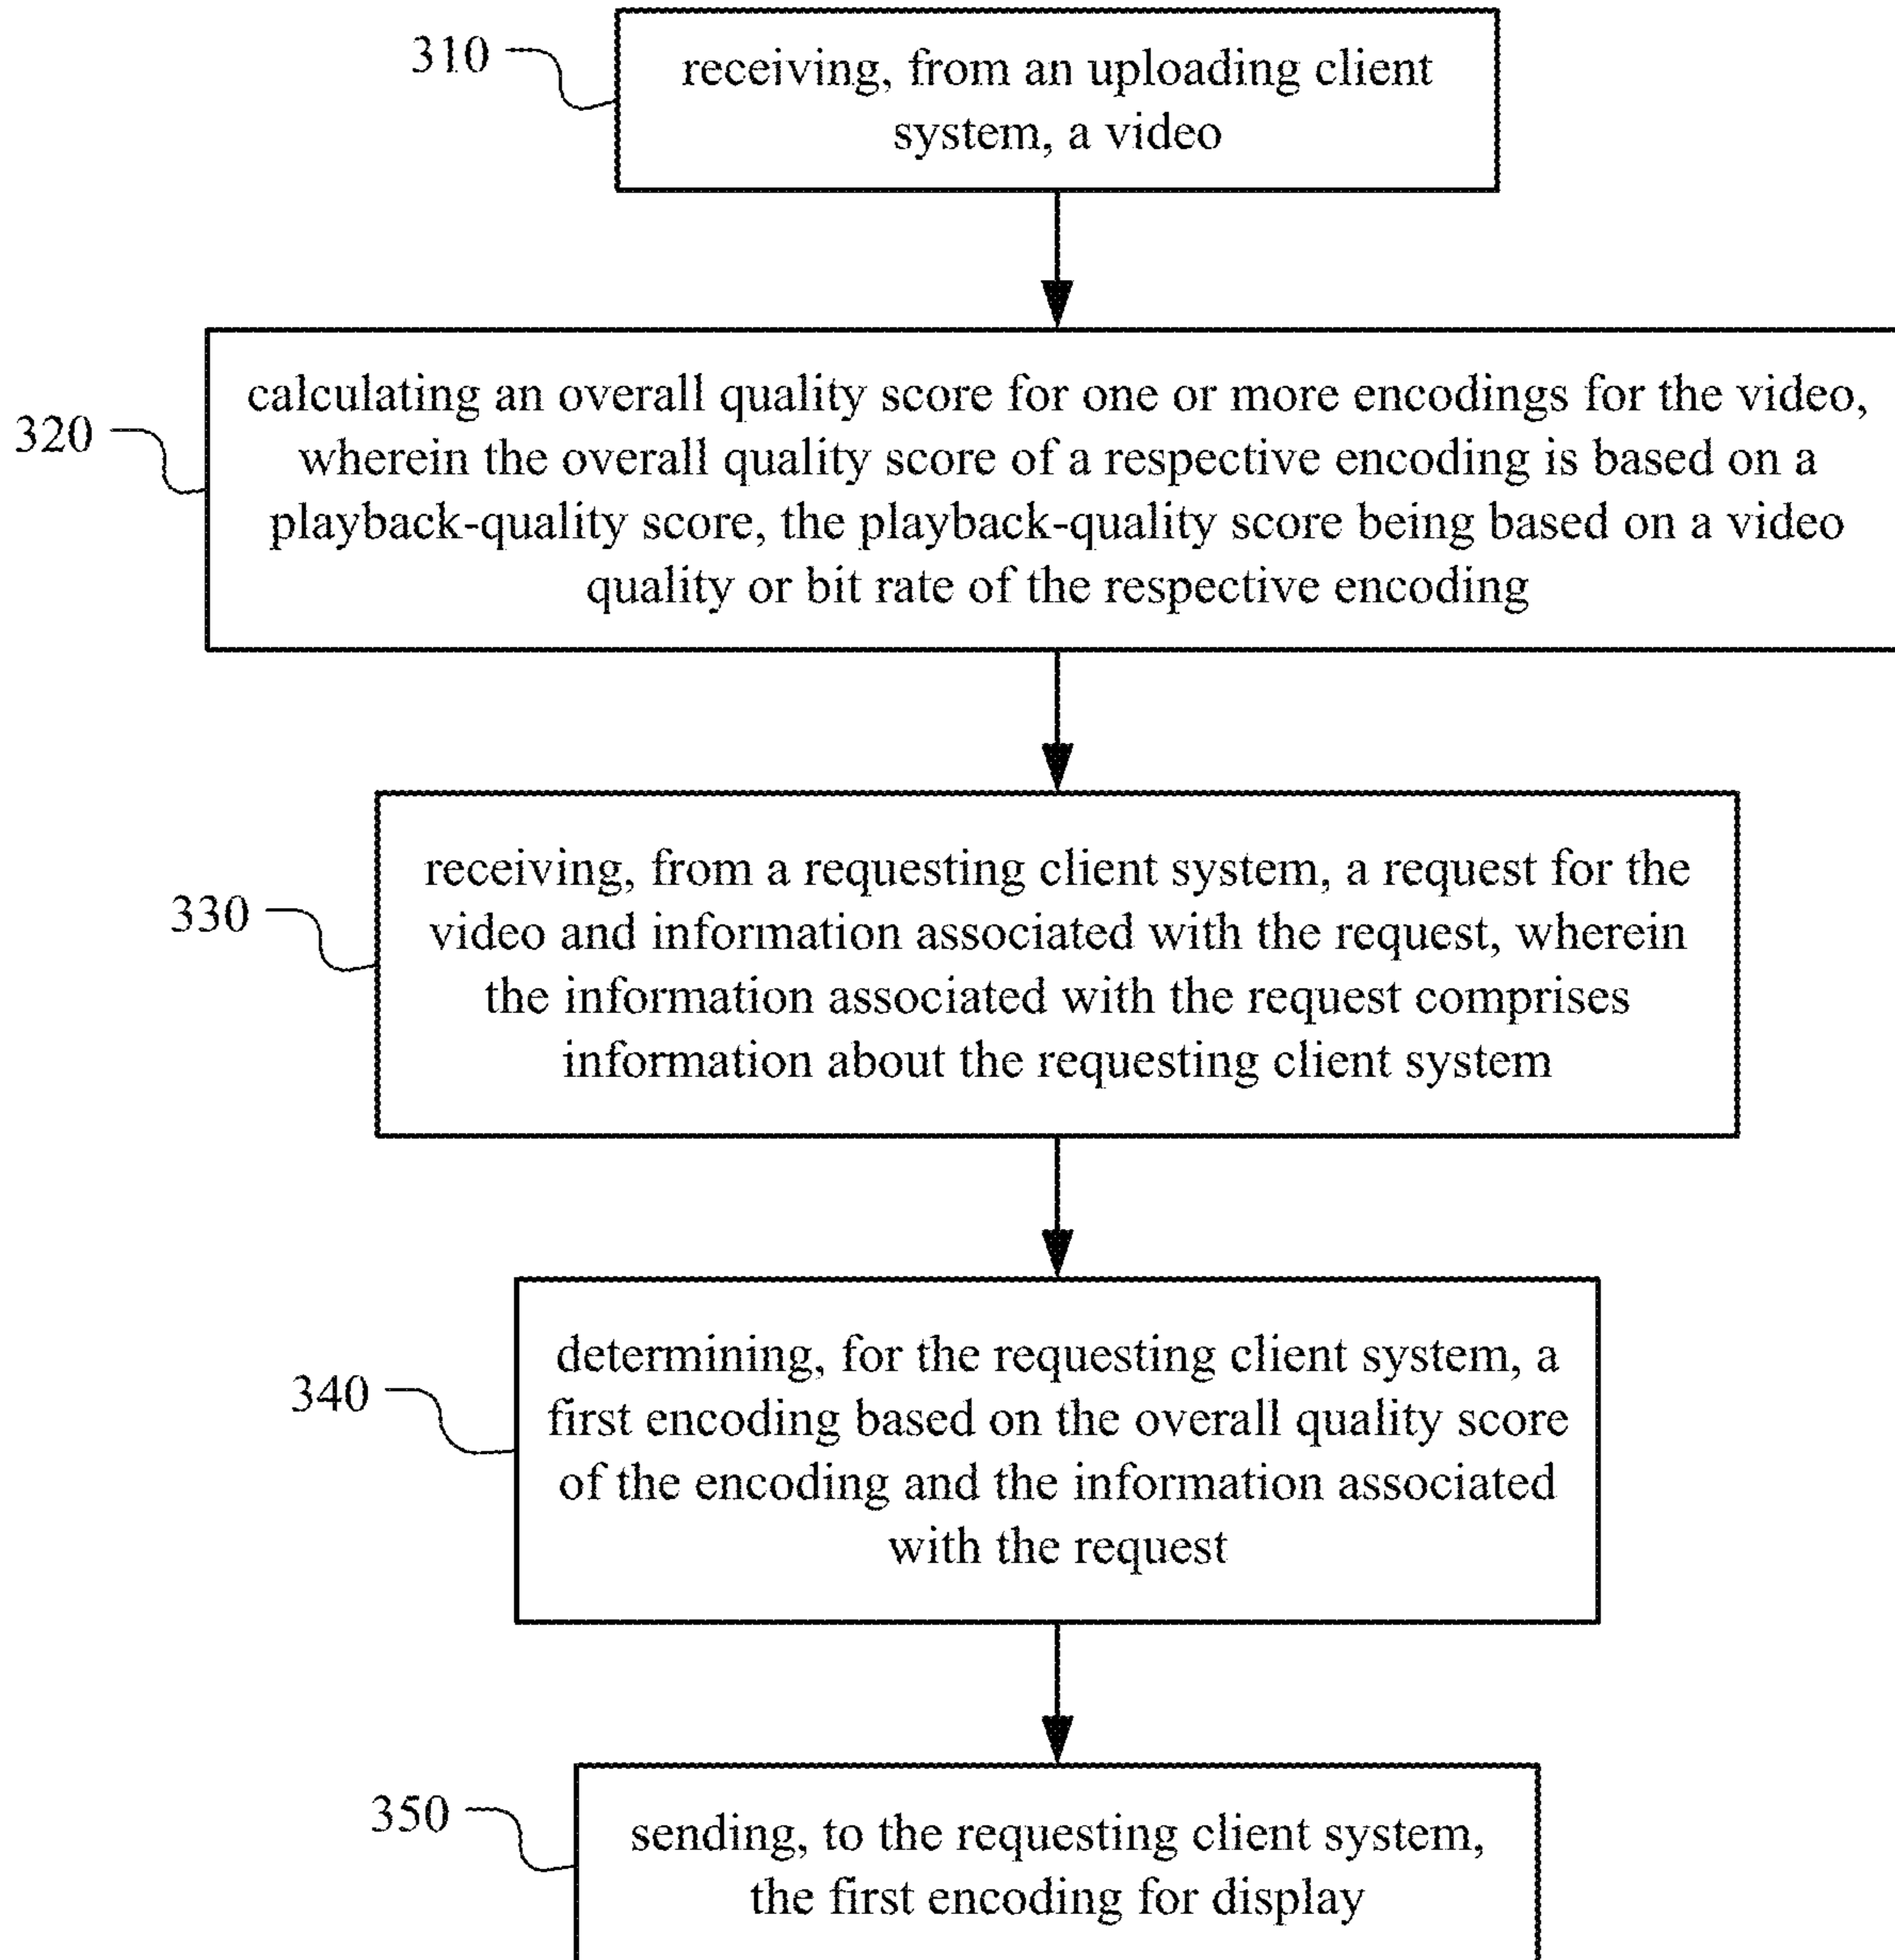 310
receiving, from an uploading client
system, a video
320
calculating an overall quality score for one or more encodings for the video,
wherein the overall quality score of a respective encoding is based on a
playback-quality score, the playback-quality score being based on a video
quality or bit rate of the respective encoding
330
receiving, from a requesting client system, a request for the
video and information associated with the request, wherein
the information associated with the request comprises
information about the requesting client system
340
determining, for the requesting client system, a
first encoding based on the overall quality score
of the encoding and the information associated
with the request
350
sending, to the requesting client system,
the first encoding for display